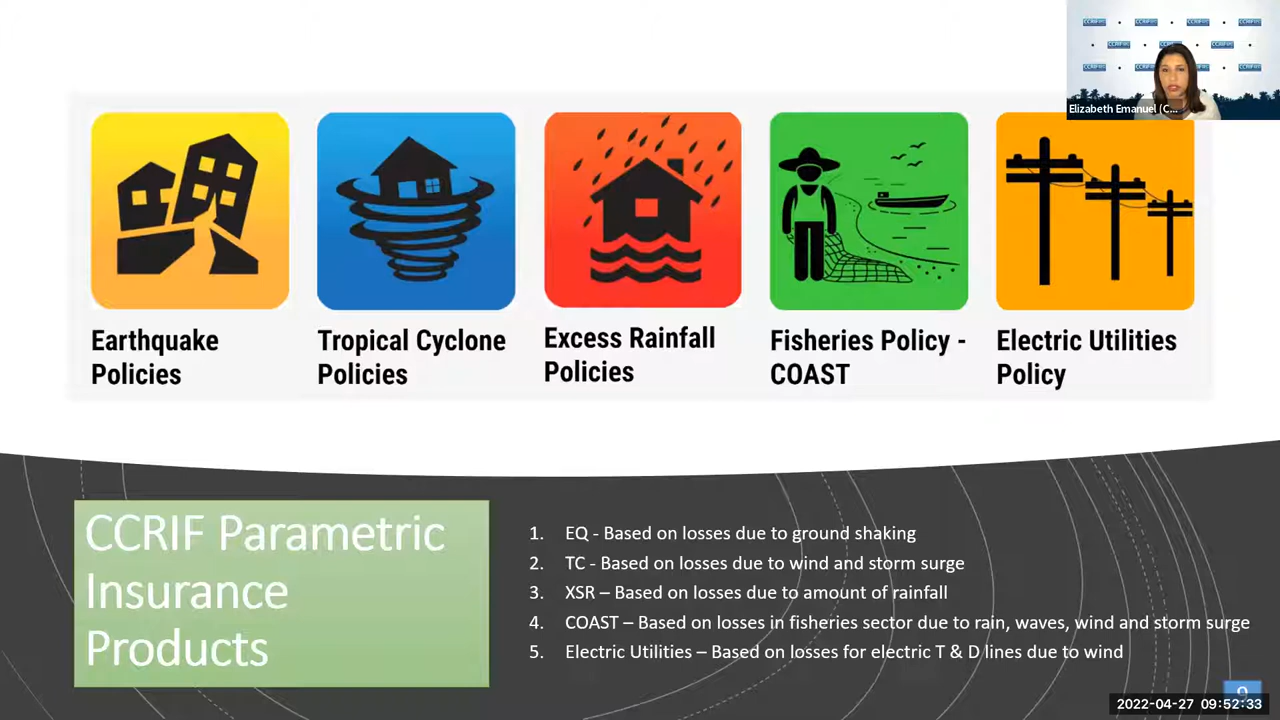 Elizabeth Emanuel (C...
Earthquake
Policies
Tropical Cyclone
Policies
Excess Rainfall
Policies
Fisheries Policy -
COAST
Electric Utilities
Policy
CCRIF Parametric
Insurance
Products
1. EQ - Based on losses due to ground shaking
2. TC - Based on losses due to wind and storm surge
3. XSR – Based on losses due to amount of rainfall
4. COAST – Based on losses in fisheries sector due to rain, waves, wind and storm surge
5. Electric Utilities – Based on losses for electric T & D lines due to wind
9
2022-04-27 09:52:33